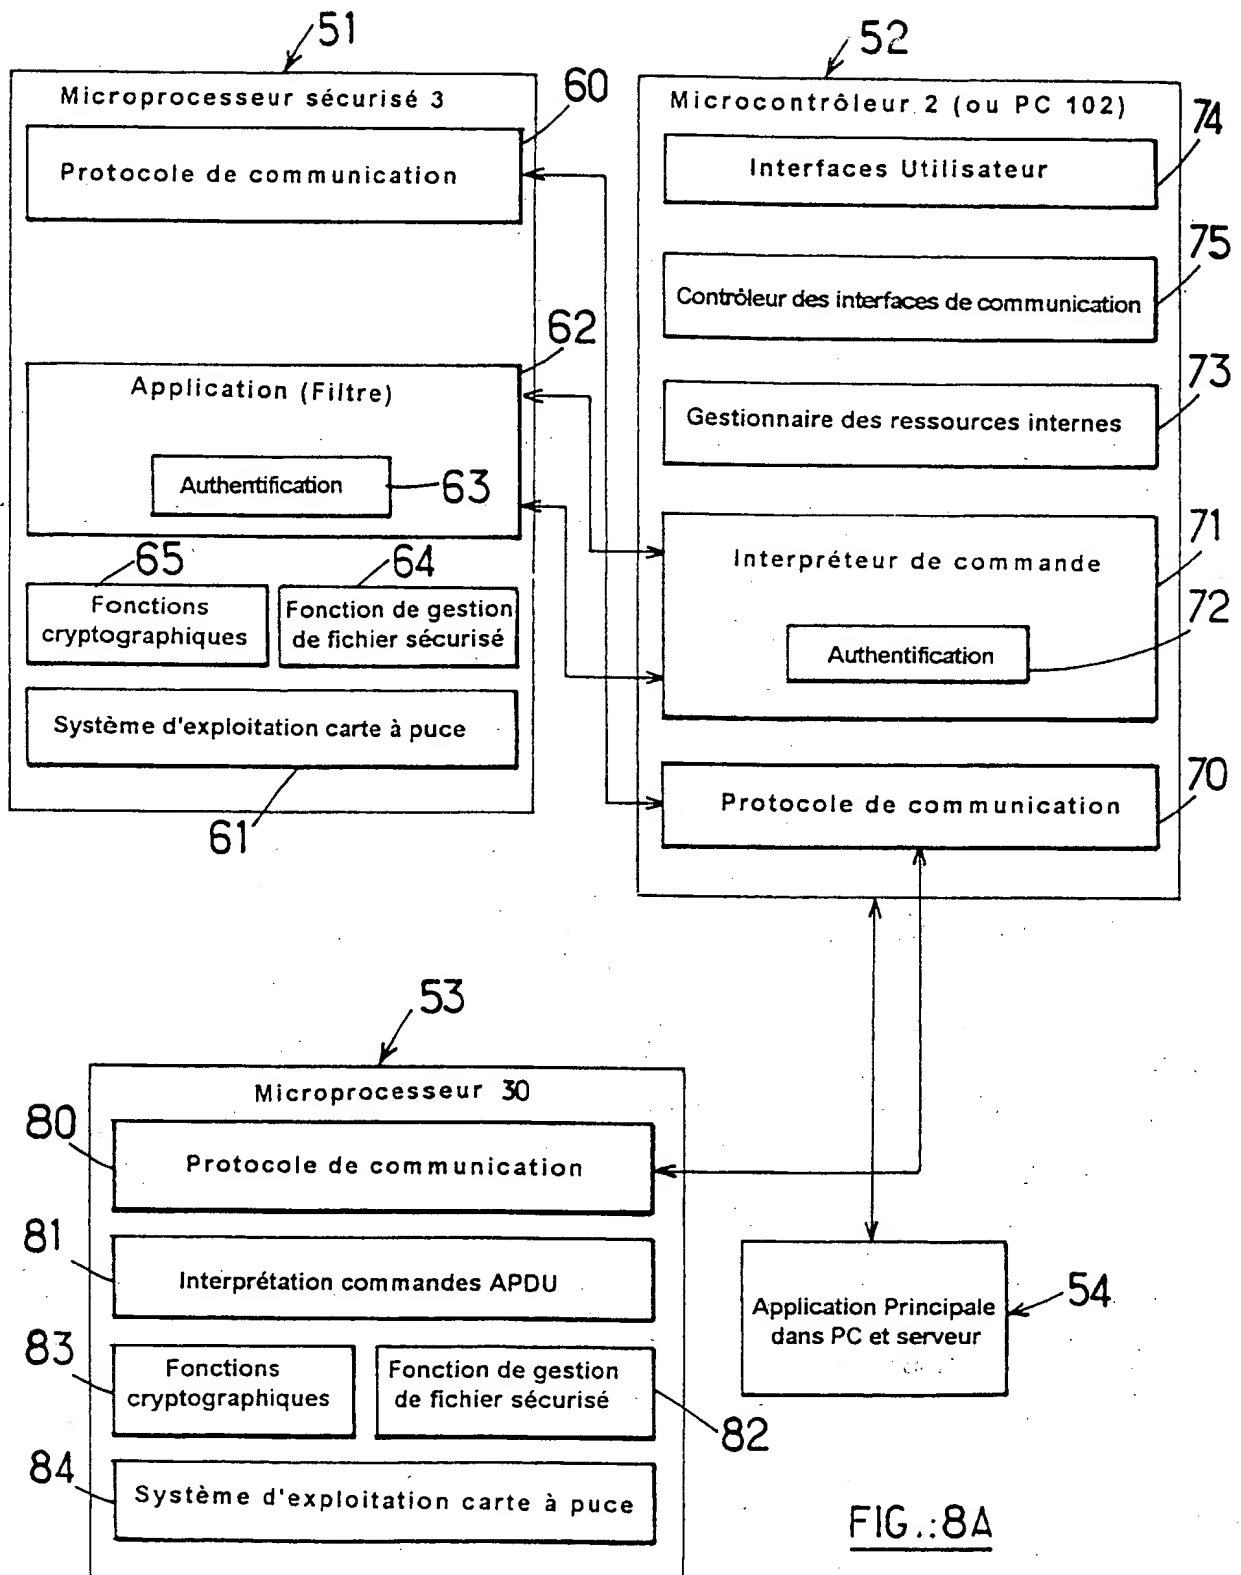 51
Microprocesseur sécurisé 3
60
Protocole de communication
62
Application (Filtre)
Authentification
63
65
64
Fonctions
cryptographiques
Fonction de gestion
de fichier sécurisé
Système d'exploitation carte à puce
61
52
Microcontrôleur 2 (ou PC 102)
74
Interfaces Utilisateur
75
Contrôleur des interfaces de communication
73
Gestionnaire des ressources internes
71
Interpréteur de commande
72
Authentification
70
Protocole de communication
53
Microprocesseur 30
80
Protocole de communication
81
Interprétation commandes APDU
83
Fonctions
cryptographiques
Fonction de gestion
de fichier sécurisé
82
84
Système d'exploitation carte à puce
54
Application Principale
dans PC et serveur
FIG.:8A